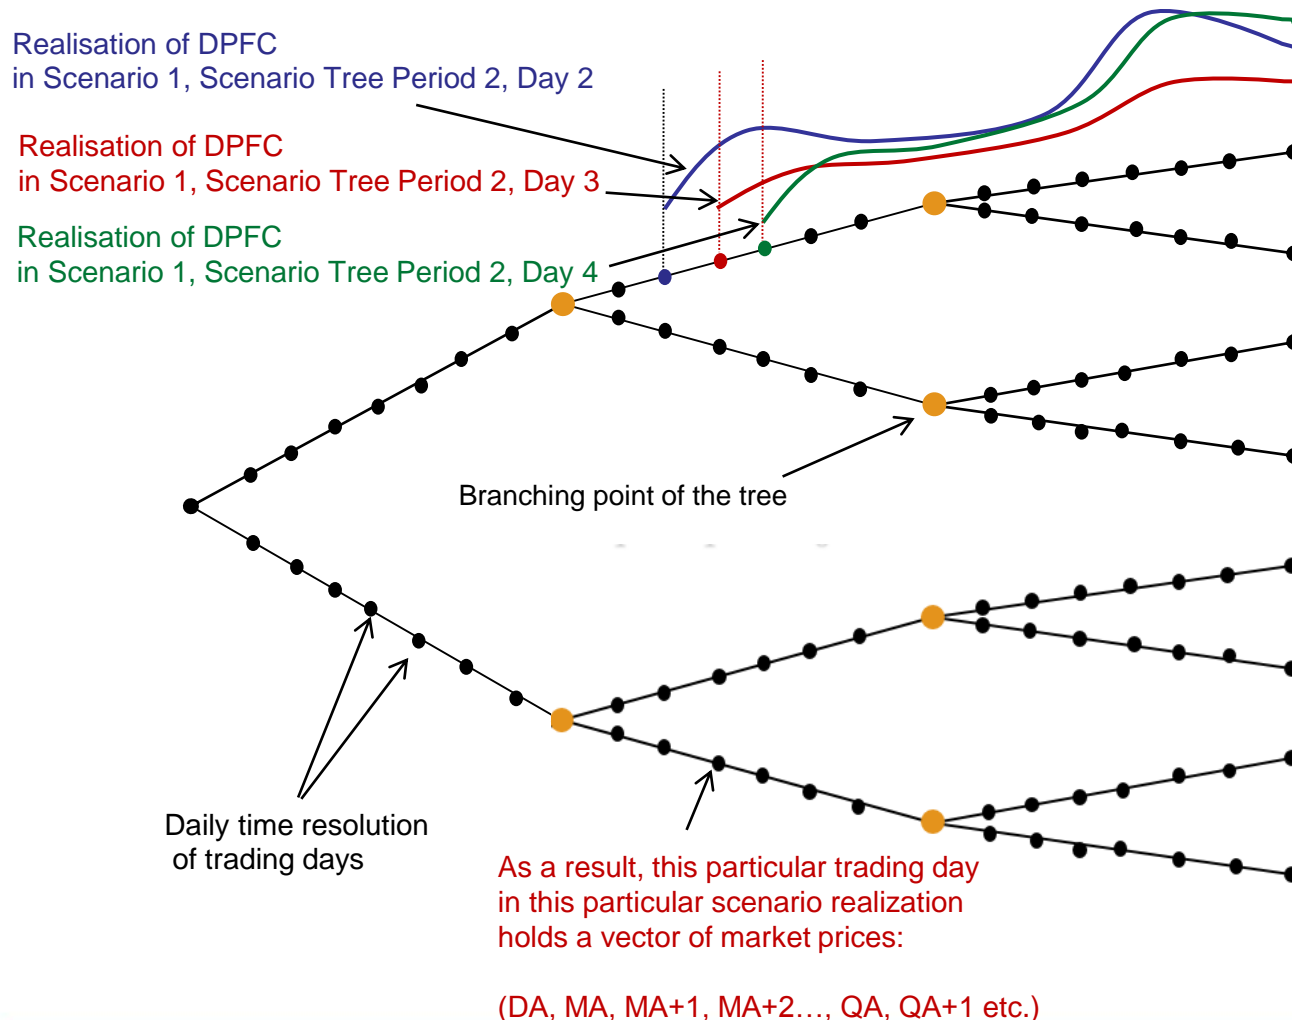 Realisation of DPFC
in Scenario 1, Scenario Tree Period 2, Day 2
Realisation of DPFC
in Scenario 1, Scenario Tree Period 2, Day 3
Realisation of DPFC
in Scenario 1, Scenario Tree Period 2, Day 4
Branching point of the tree
Daily time resolution
of trading days
As a result, this particular trading day
in this particular scenario realization
holds a vector of market prices:
(DA, MA, MA+1, MA+2…, QA, QA+1 etc.)